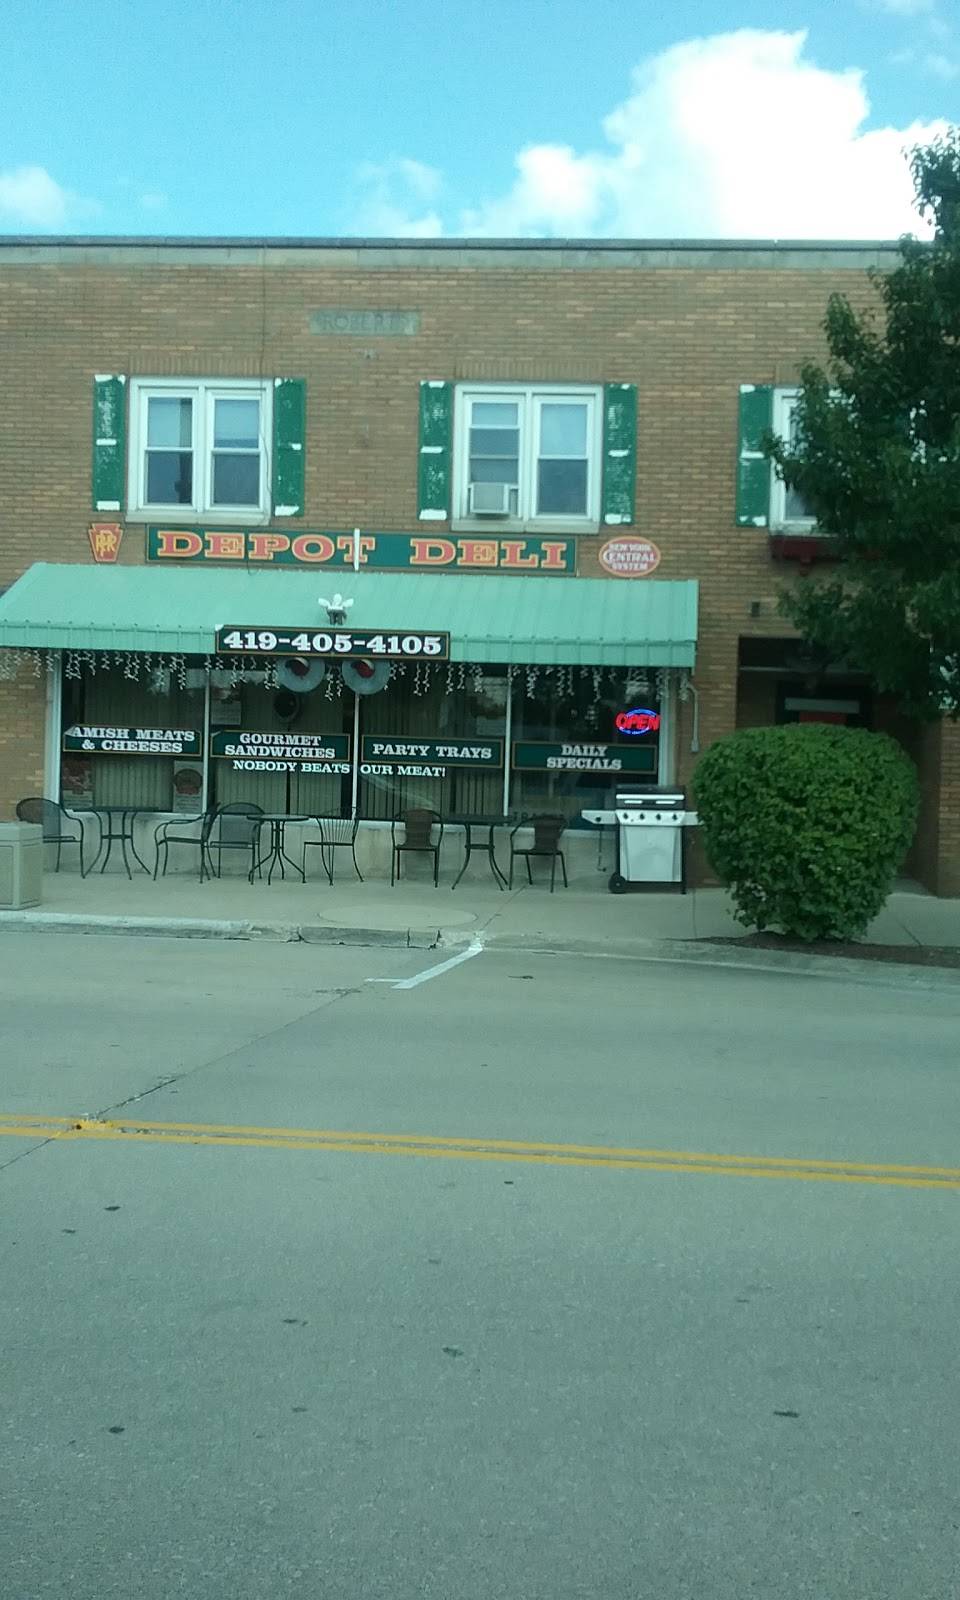 ROBERTS
PRR
DEPOT DELI
NEW YORK
CENTRAL
SYSTEM
419-405-4105
OPEN
AMISH MEATS
& CHEESES
GOURMET
SANDWICHES
PARTY TRAYS
DAILY
SPECIALS
NOBODY BEATS OUR MEAT!